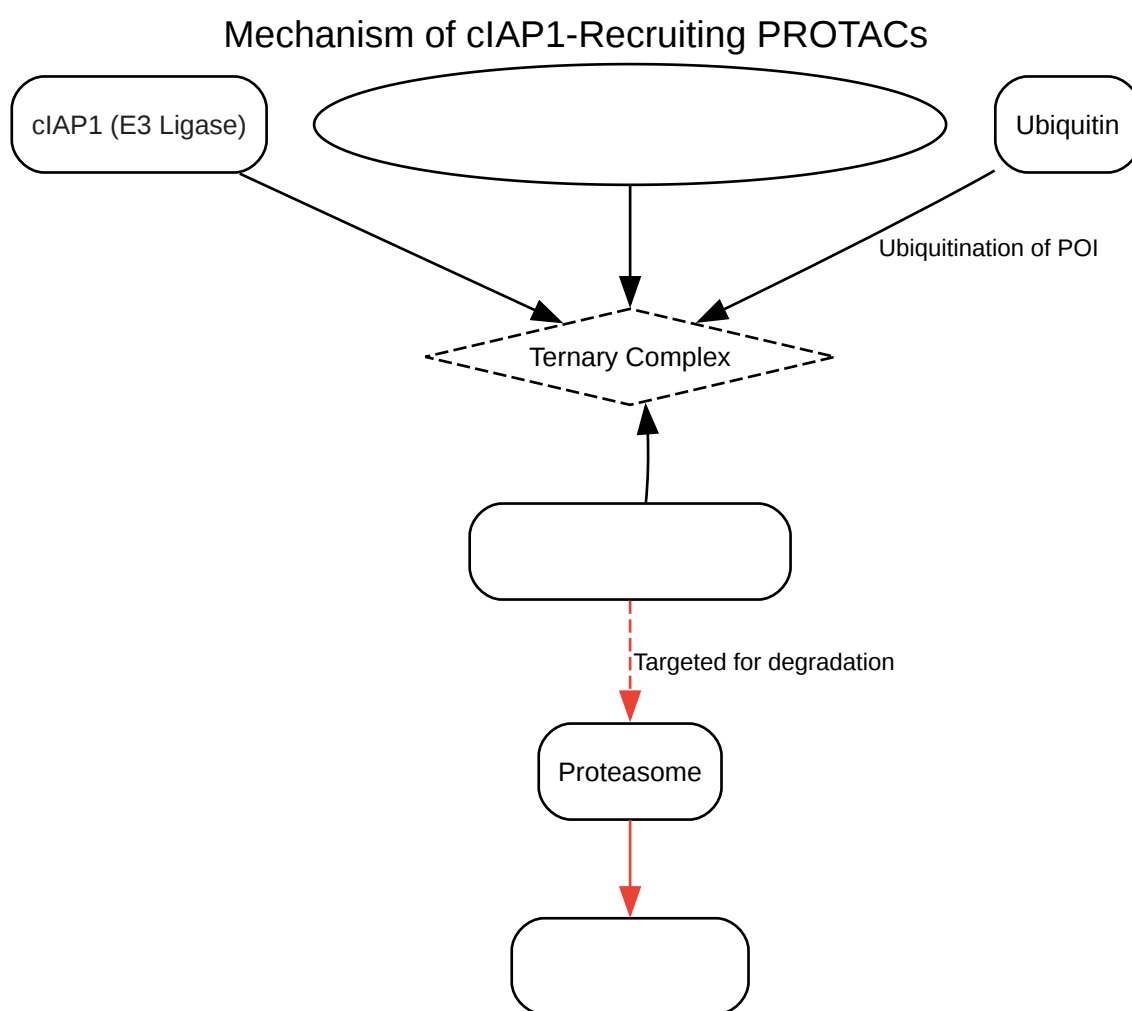 Mechanism of cIAP1-Recruiting PROTACs
cIAP1 (E3 Ligase)
Ubiquitin
Ubiquitination of POI
Ternary Complex
Targeted for degradation
Proteasome